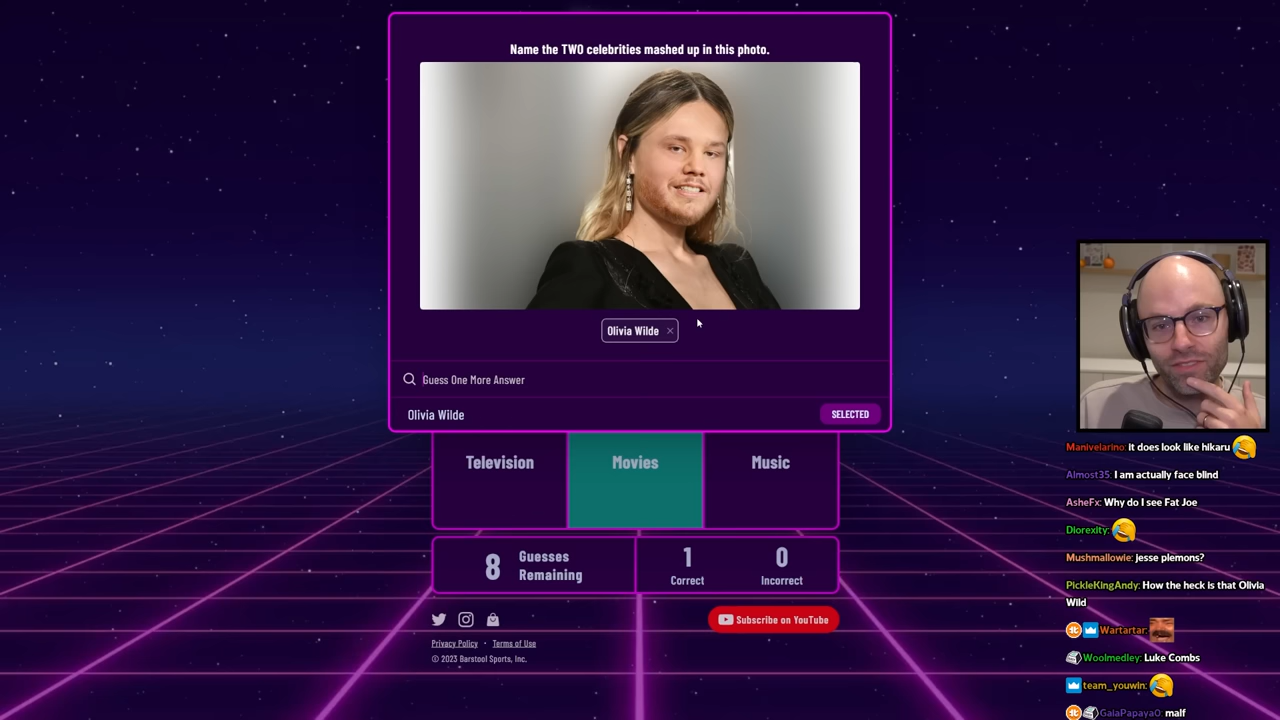 Name the TWO celebrities mashed up in this photo.
Olivia Wilde ×
Guess One More Answer
Olivia Wilde
SELECTED
Television
Movies
Music
8
Guesses
Remaining
1
Correct
0
Incorrect
Subscribe on YouTube
Privacy Policy · Terms of Use
© 2023 Barstool Sports, Inc.
Manivelarino: It does look like hikaru
Almost35: I am actually face blind
AsheFx: Why do I see Fat Joe
Diorexity:
Mushmallowie: jesse plemons?
PickleKingAndy: How the heck is that Olivia
Wild
Wartartar:
Woolmedley: Luke Combs
team_youwin:
GaiaPapaya0: malf